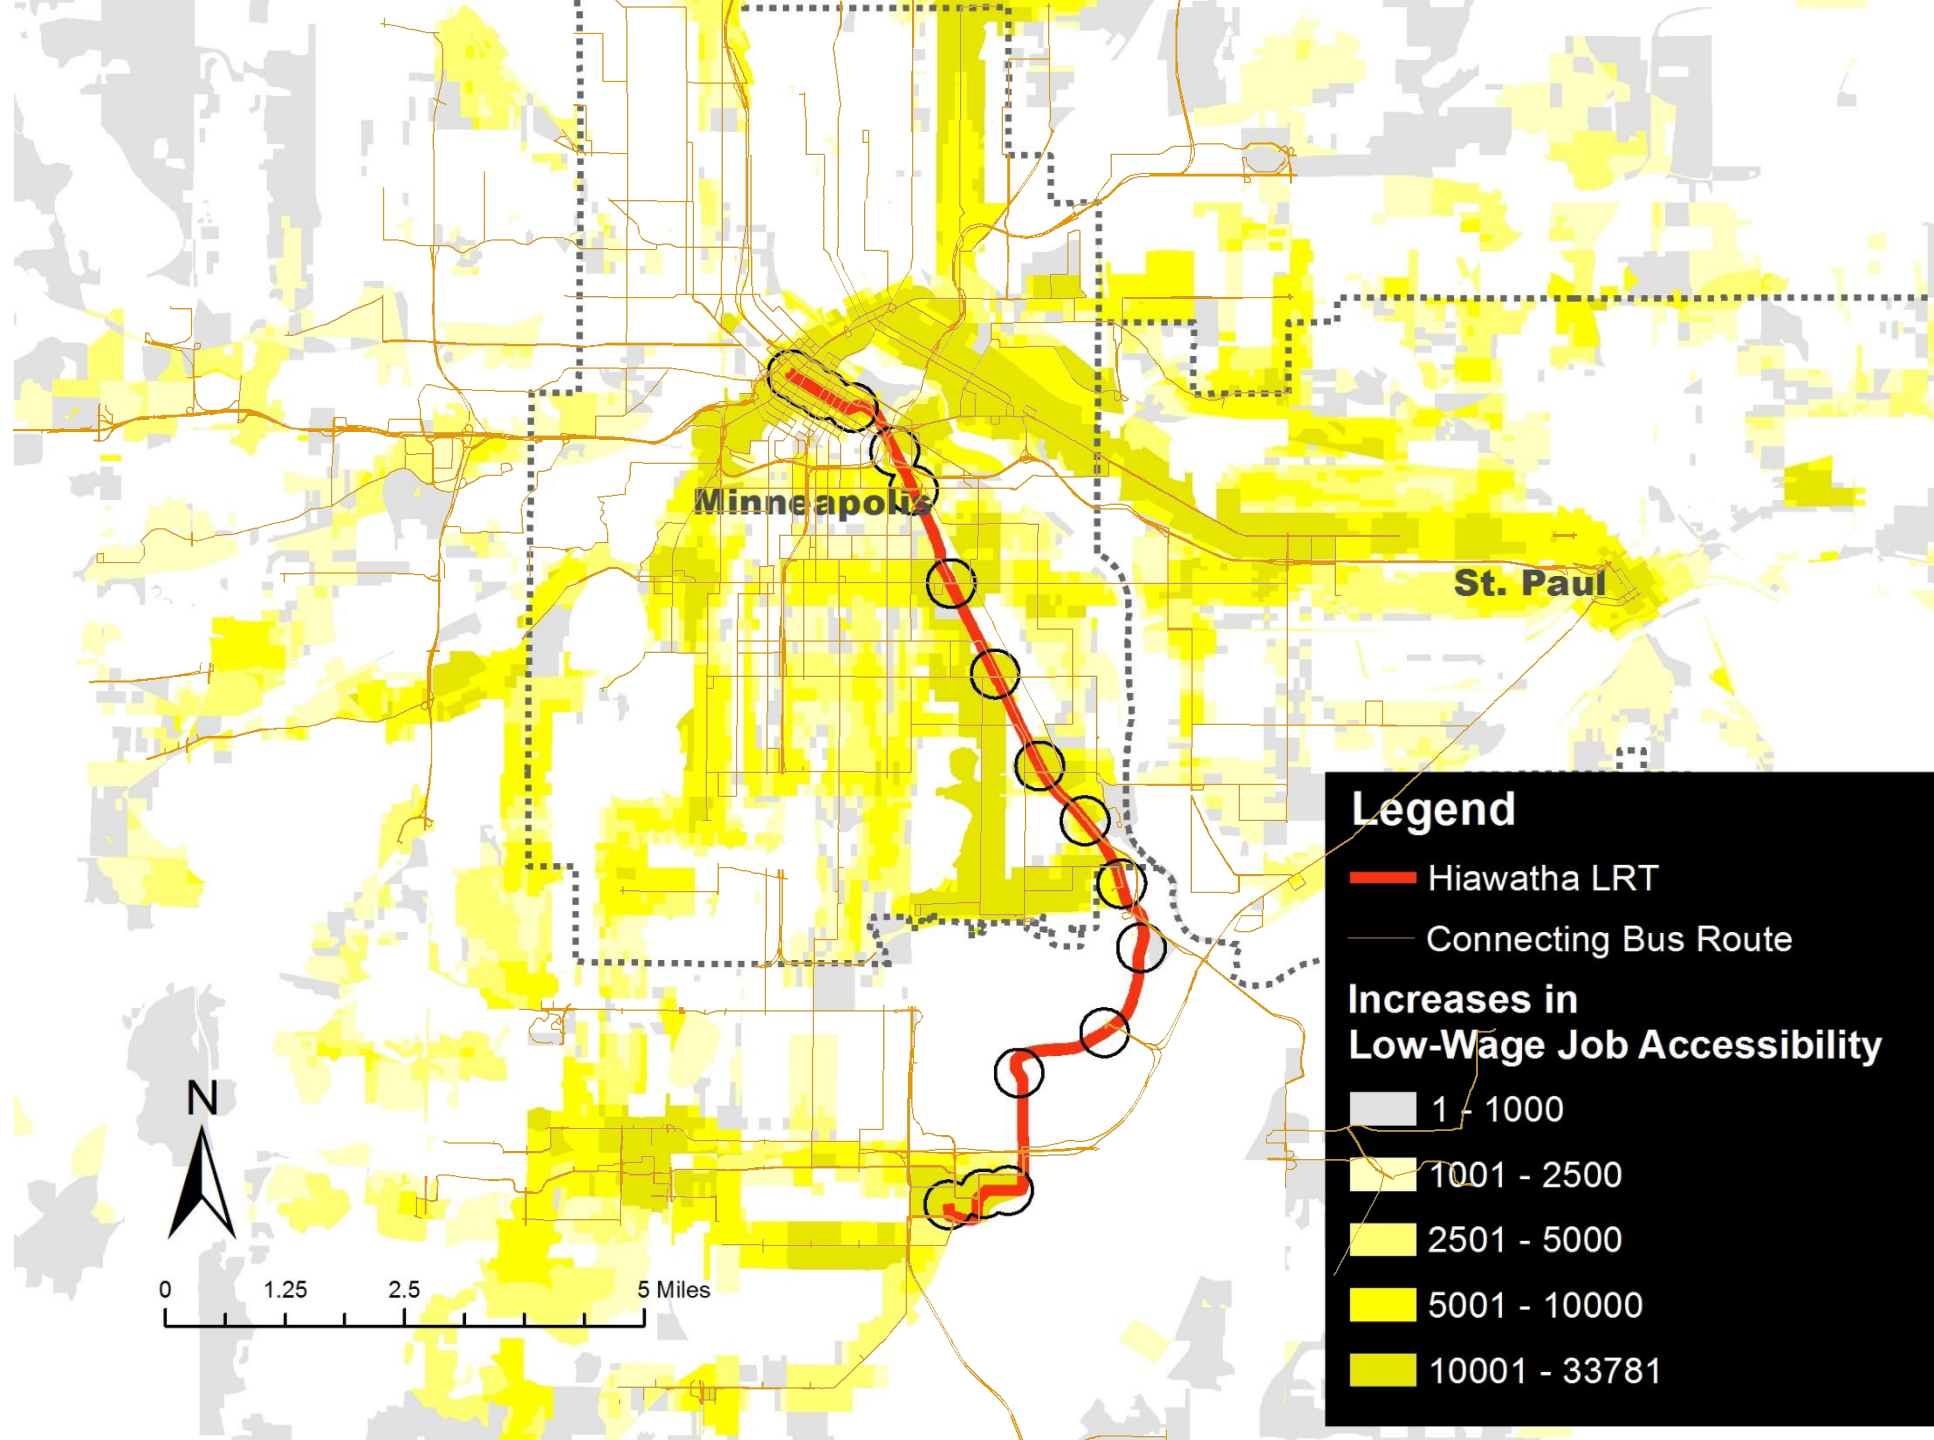 Minneapolis
St. Paul
Legend
Hiawatha LRT
Connecting Bus Route
Increases in
Low-Wage Job Accessibility
1 - 1000
1001 - 2500
2501 - 5000
5001 - 10000
10001 - 33781
N
0 1.25 2.5 5 Miles